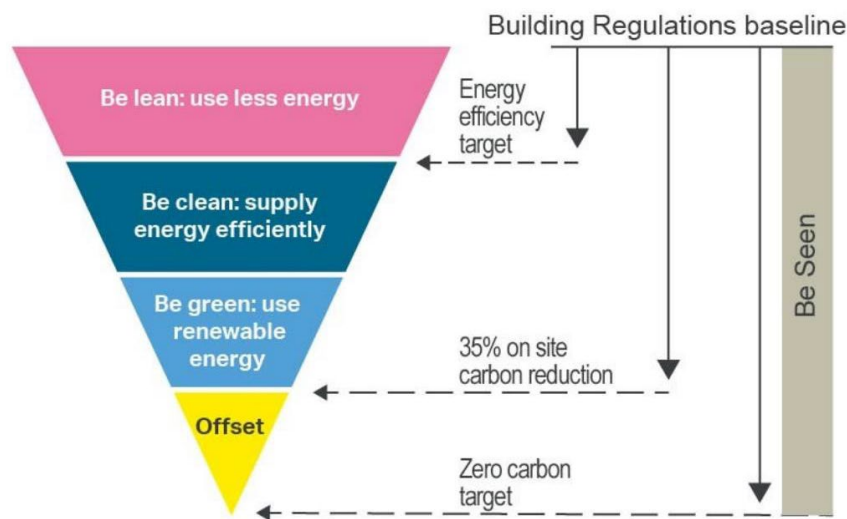 Building Regulations baseline
Be lean: use less energy
Energy
efficiency
target
Be clean: supply
energy efficiently
Be green: use
renewable
energy
35% on site
carbon reduction
Offset
Zero carbon
target
Be Seen